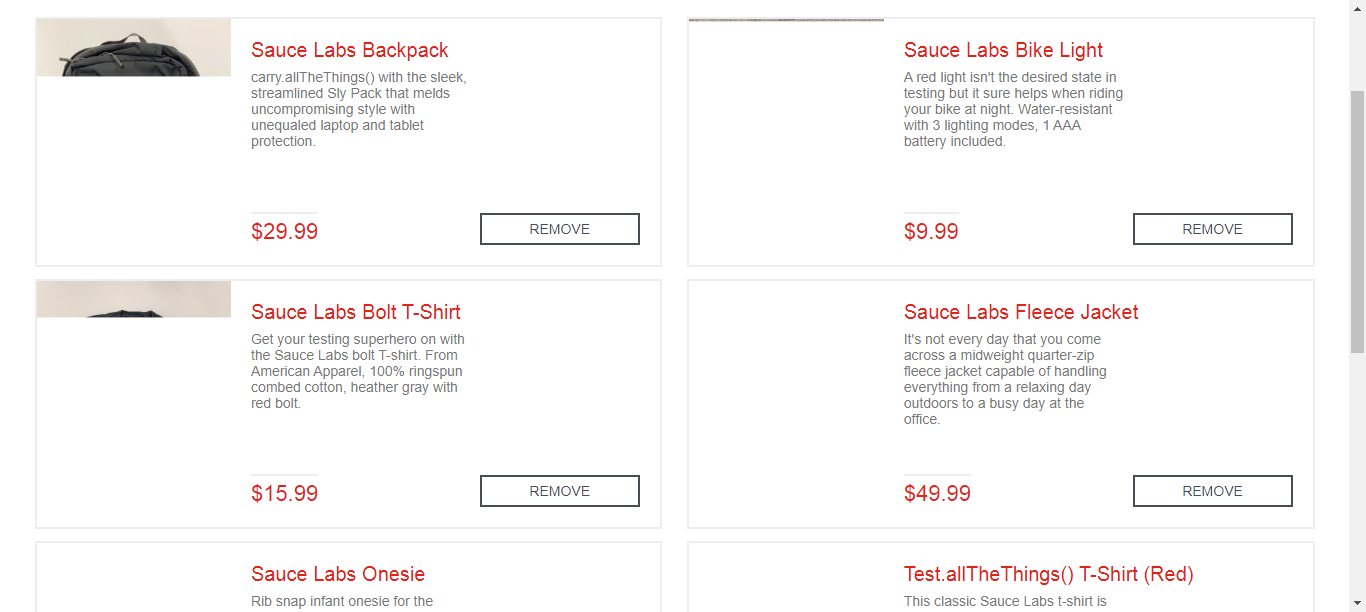 Sauce Labs Backpack
carry.allTheThings() with the sleek,
streamlined Sly Pack that melds
uncompromising style with
unequaled laptop and tablet
protection.
$29.99
REMOVE
Sauce Labs Bike Light
A red light isn't the desired state in
testing but it sure helps when riding
your bike at night. Water-resistant
with 3 lighting modes, 1 AAA
battery included.
$9.99
REMOVE
Sauce Labs Bolt T-Shirt
Get your testing superhero on with
the Sauce Labs bolt T-shirt. From
American Apparel, 100% ringspun
combed cotton, heather gray with
red bolt.
$15.99
REMOVE
Sauce Labs Fleece Jacket
It's not every day that you come
across a midweight quarter-zip
fleece jacket capable of handling
everything from a relaxing day
outdoors to a busy day at the
office.
$49.99
REMOVE
Sauce Labs Onesie
Rib snap infant onesie for the
Test.allTheThings() T-Shirt (Red)
This classic Sauce Labs t-shirt is